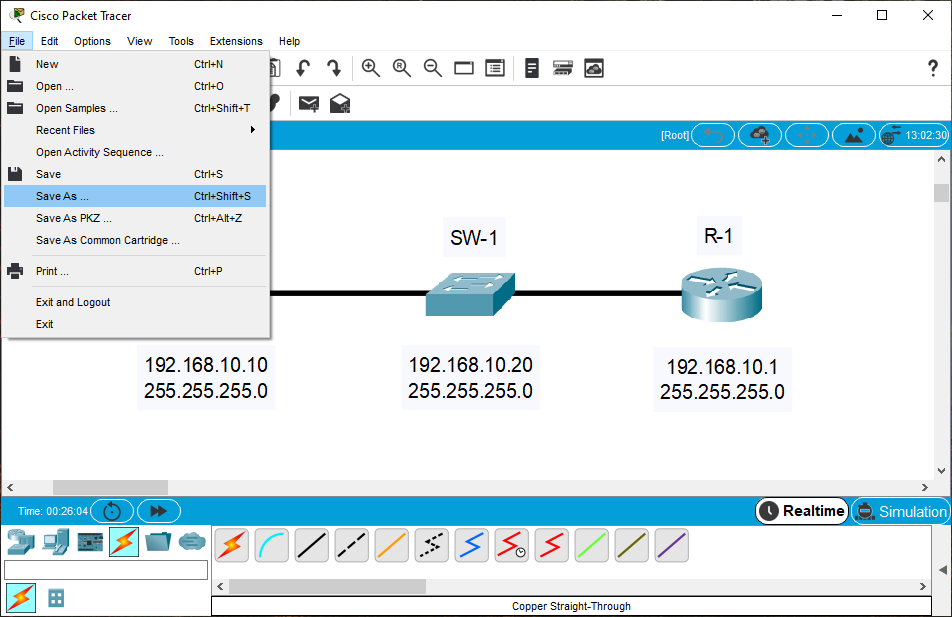 Cisco Packet Tracer
File Edit Options View Tools Extensions Help
New Ctrl+N
Open ... Ctrl+O
Open Samples ... Ctrl+Shift+T
Recent Files
Open Activity Sequence ...
Save Ctrl+S
Save As ... Ctrl+Shift+S
Save As PKZ ... Ctrl+Alt+Z
Save As Common Cartridge ...
Print ... Ctrl+P
Exit and Logout
Exit
R
?
[Root] 13:02:30
SW-1
R-1
192.168.10.10
255.255.255.0
192.168.10.20
255.255.255.0
192.168.10.1
255.255.255.0
Time: 00:26:04
Realtime
Simulation
Copper Straight-Through